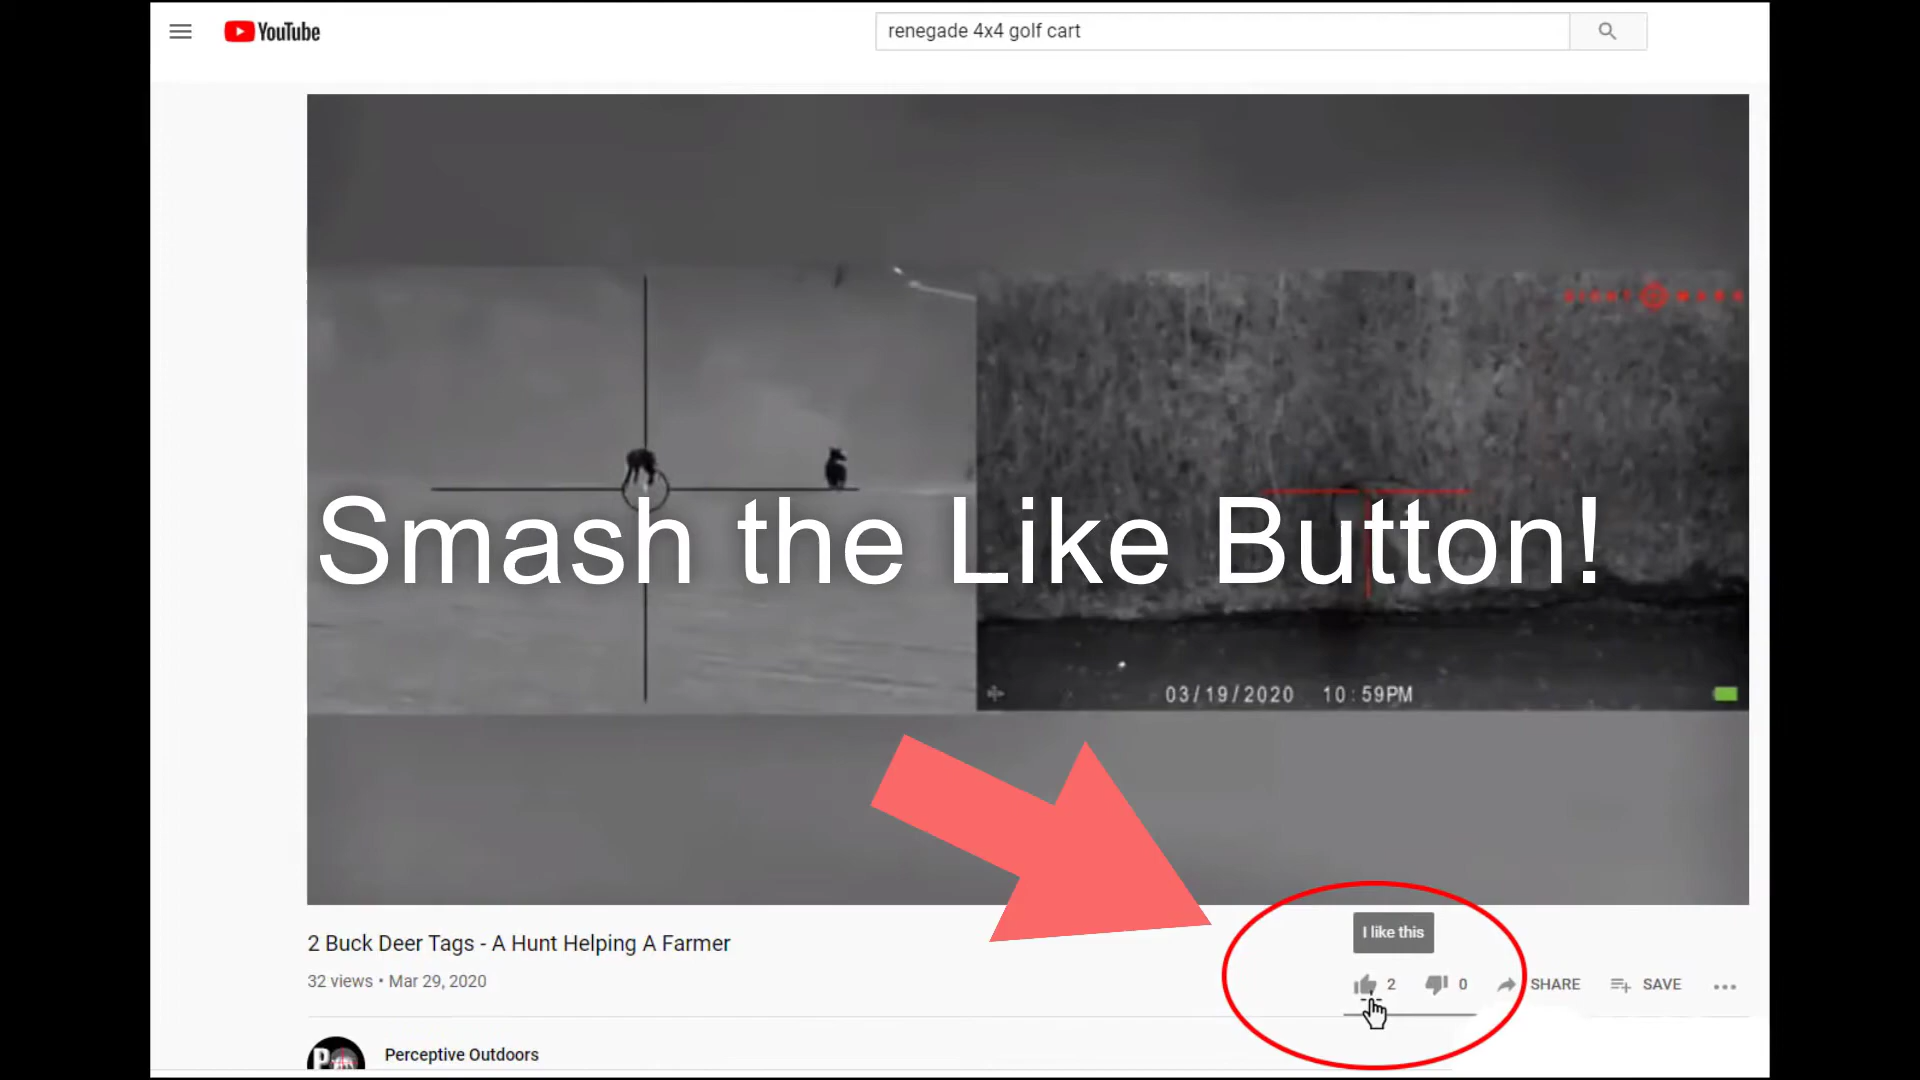 YouTube
renegade 4x4 golf cart
Smash the Like Button!
03/19/2020 10:59PM
I like this
2 Buck Deer Tags - A Hunt Helping A Farmer
32 views • Mar 29, 2020
2 0 SHARE SAVE
Perceptive Outdoors